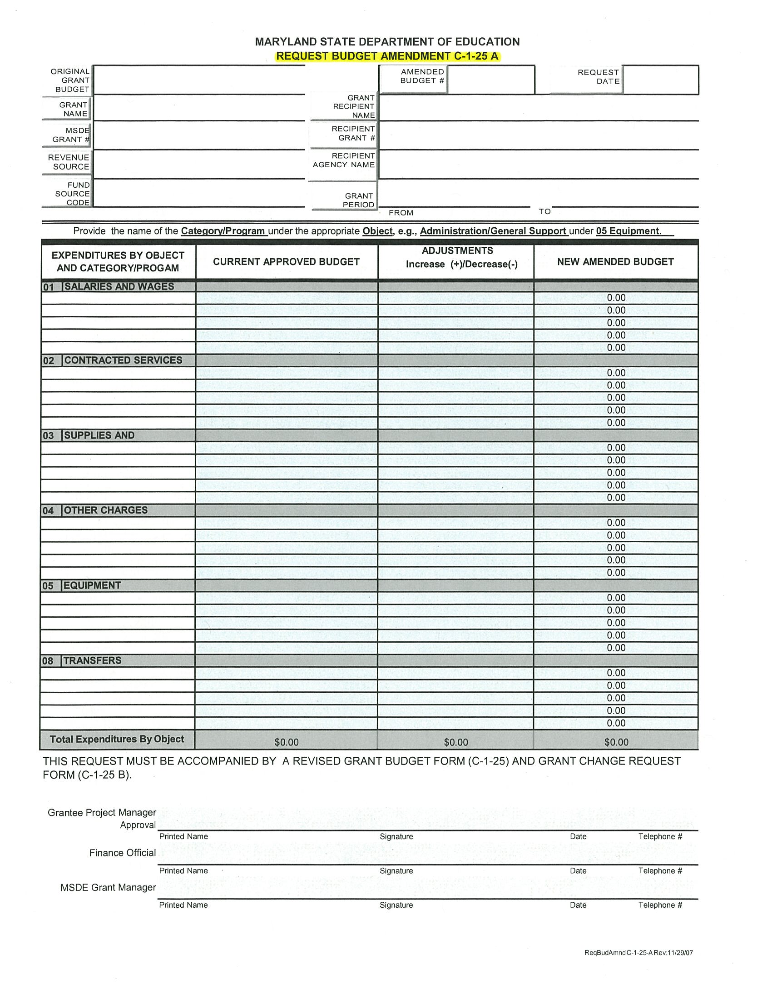 MARYLAND STATE DEPARTMENT OF EDUCATION
REQUEST BUDGET AMENDMENT C-1-25 A
ORIGINAL
GRANT
BUDGET
AMENDED
BUDGET #
REQUEST
DATE
GRANT
NAME
GRANT
RECIPIENT
NAME
MSDE
GRANT #
RECIPIENT
GRANT #
REVENUE
SOURCE
RECIPIENT
AGENCY NAME
FUND
SOURCE
CODE
GRANT
PERIOD
FROM
TO
Provide the name of the Category/Program under the appropriate Object, e.g., Administration/General Support under 05 Equipment.
EXPENDITURES BY OBJECT
AND CATEGORY/PROGAM
CURRENT APPROVED BUDGET
ADJUSTMENTS
Increase (+)/Decrease(-)
NEW AMENDED BUDGET
01 SALARIES AND WAGES
0.00
0.00
0.00
0.00
0.00
02 CONTRACTED SERVICES
0.00
0.00
0.00
0.00
0.00
03 SUPPLIES AND
0.00
0.00
0.00
0.00
0.00
04 OTHER CHARGES
0.00
0.00
0.00
0.00
0.00
05 EQUIPMENT
0.00
0.00
0.00
0.00
0.00
08 TRANSFERS
0.00
0.00
0.00
0.00
0.00
Total Expenditures By Object $0.00 $0.00 $0.00
THIS REQUEST MUST BE ACCOMPANIED BY A REVISED GRANT BUDGET FORM (C-1-25) AND GRANT CHANGE REQUEST
FORM (C-1-25 B).
Grantee Project Manager
Approval
Printed Name Signature Date Telephone #
Finance Official
Printed Name Signature Date Telephone #
MSDE Grant Manager
Printed Name Signature Date Telephone #
ReqBudAmnd C-1-25-A Rev:11/29/07